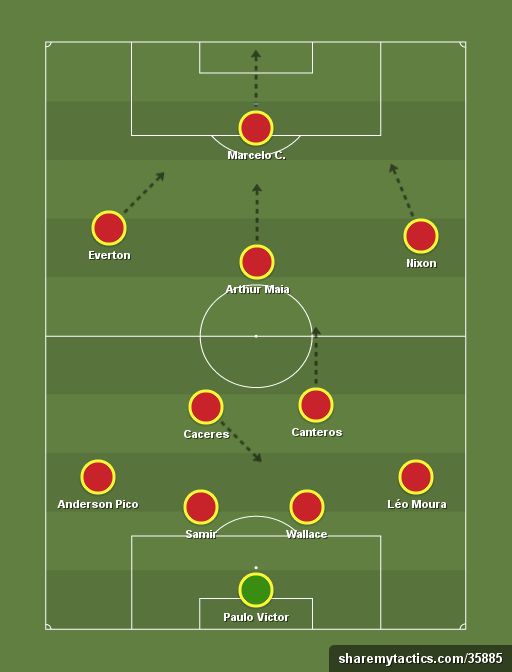 Marcelo C.
Everton
Nixon
Arthur Maia
Caceres
Canteros
Anderson Pico
Léo Moura
Samir
Wallace
Paulo Victor
sharemytactics.com/35885